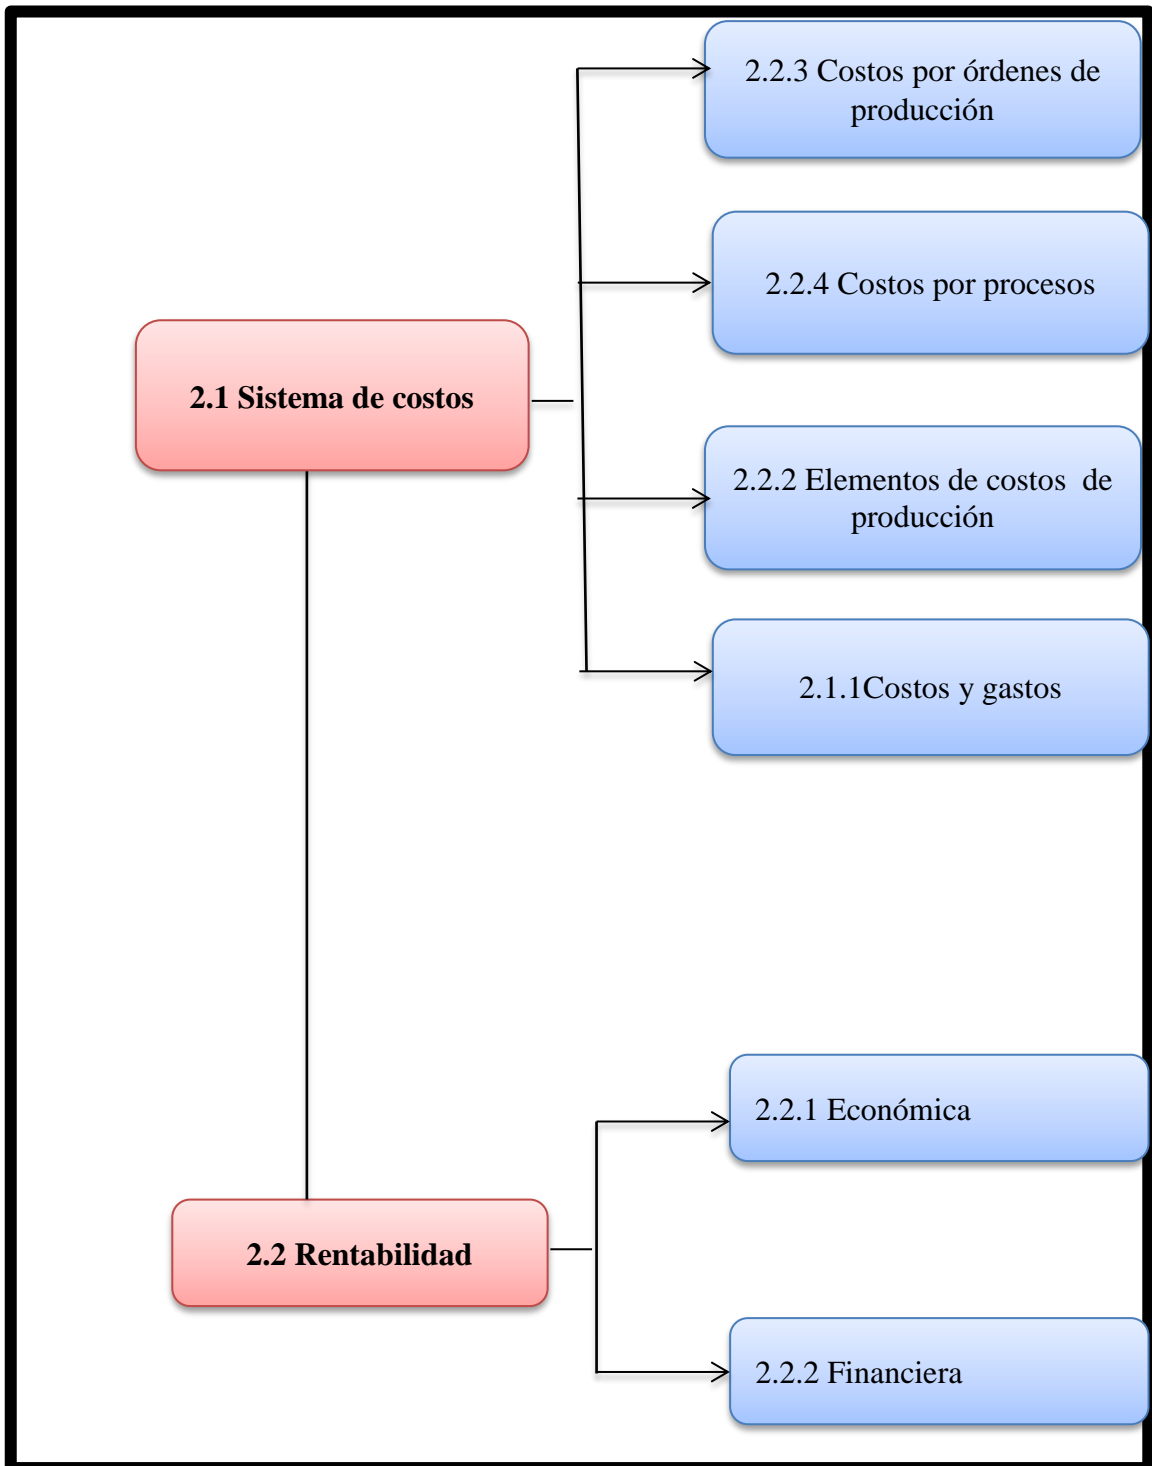 2.2.3 Costos por órdenes de
producción
2.2.4 Costos por procesos
2.1 Sistema de costos
2.2.2 Elementos de costos  de
producción
2.1.1Costos y gastos
2.2.1 Económica
2.2 Rentabilidad
2.2.2 Financiera